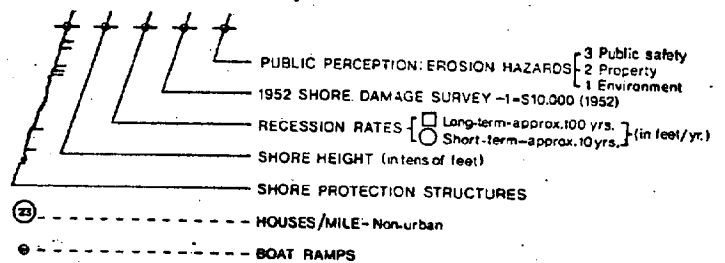 3 Public safety
PUBLIC PERCEPTION: EROSION HAZARDS 2 Property
1 Environment
1952 SHORE DAMAGE SURVEY -1=$10,000 (1952)
RECESSION RATES □ Long-term-approx.100 yrs. (in feet/yr.)
○ Short-term-approx.10 yrs.
SHORE HEIGHT (in tens of feet)
SHORE PROTECTION STRUCTURES
23 HOUSES/MILE- Non-urban
BOAT RAMPS